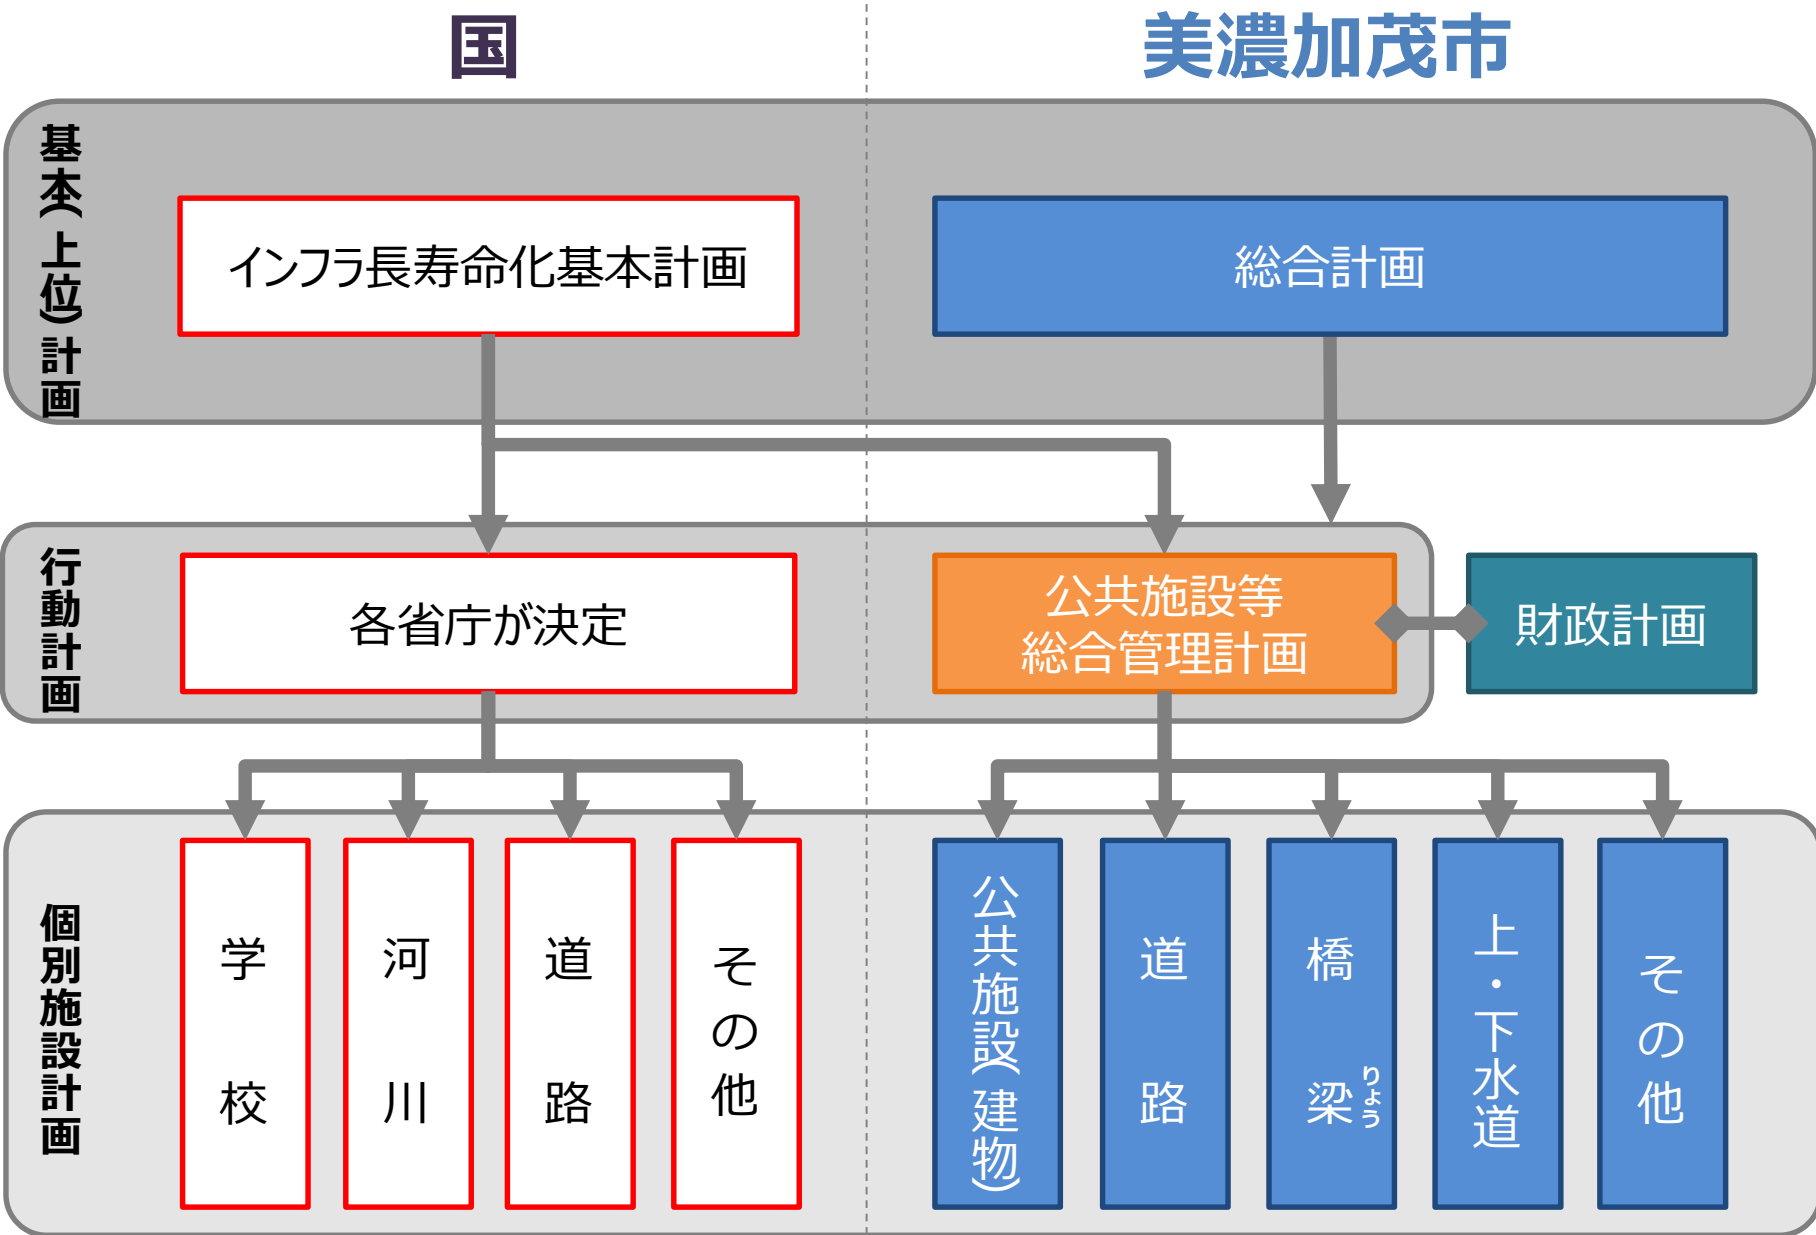 国
美濃加茂市
基本(上位)計画
インフラ長寿命化基本計画
総合計画
行動計画
各省庁が決定
公共施設等
総合管理計画
財政計画
個別施設計画
学校
河川
道路
その他
公共施設(建物)
道路
橋梁
りょう
上・下水道
その他